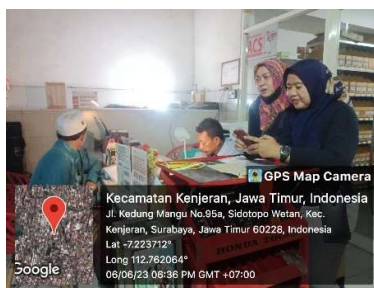 ACS
GPS Map Camera
Kecamatan Kenjeran, Jawa Timur, Indonesia
Jl. Kedung Mangu No.95a, Sidotopo Wetan, Kec.
Kenjeran, Surabaya, Jawa Timur 60228, Indonesia
Lat -7.223712°
Long 112.762064°
06/06/23 06:36 PM GMT +07:00
Google
HONDA